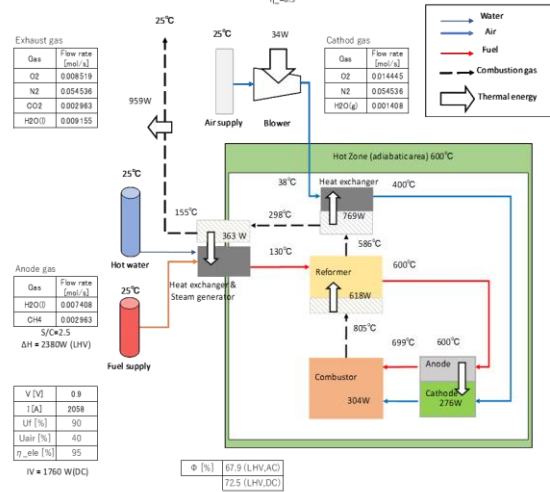 25℃
25℃
34W
Water
Air
Fuel
Combustion gas
Thermal energy
Exhaust gas
Gas Flow rate [mol/s]
O2 0.008519
N2 0.054536
CO2 0.002963
H2O(l) 0.009155
Cathod gas
Gas Flow rate [mol/s]
O2 0.014445
N2 0.054536
H2O(g) 0.001408
959W
Air supply
Blower
Hot Zone (adiabatic area) 600℃
Heat exchanger
38℃
400℃
25℃
155℃
298℃
769W
363 W
586℃
130℃
Reformer
600℃
Hot water
Heat exchanger &
Steam generator
618W
Anode gas
Gas Flow rate [mol/s]
H2O(l) 0.007408
CH4 0.002963
S/C=2.5
ΔH = 2380W (LHV)
25℃
Fuel supply
805℃
699℃
600℃
Anode
Combustor
Cathode
276W
304W
V [V] 0.9
I [A] 2058
Uf [%] 90
Uair [%] 40
η_ele [%] 95
IV = 1760 W(DC)
Φ [%] 67.9 (LHV,AC)
72.5 (LHV,DC)